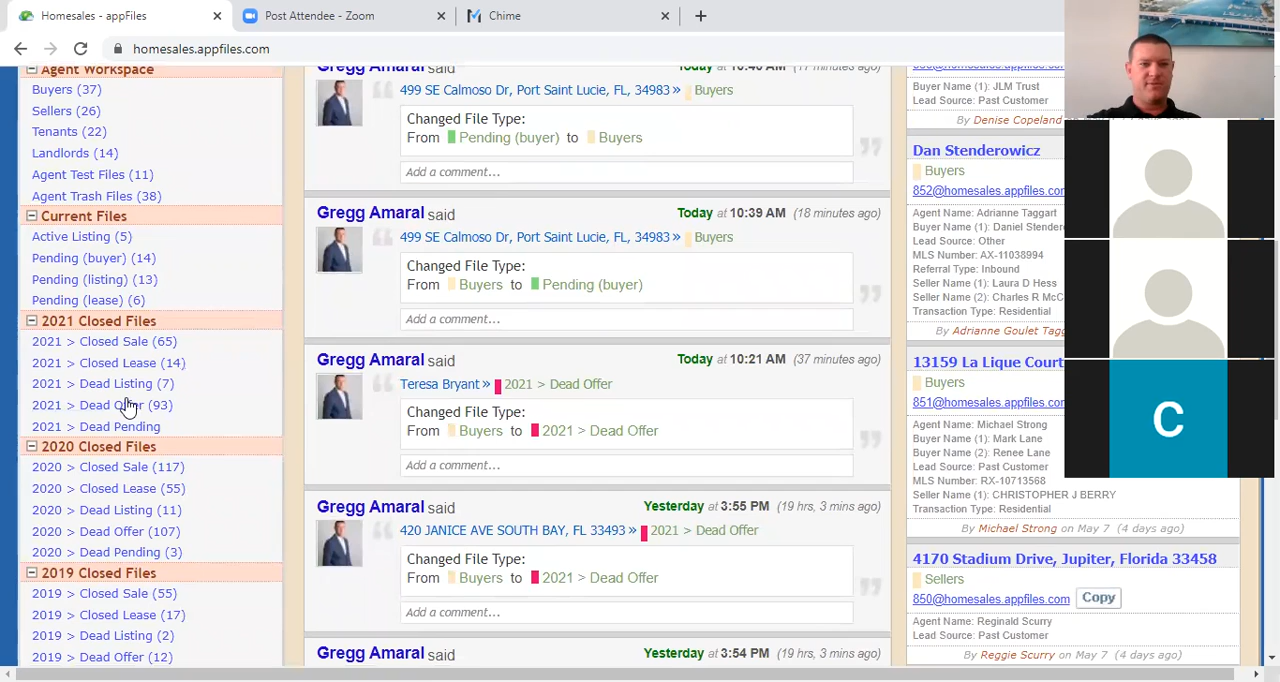 Homesales - appFiles
Post Attendee - Zoom
Chime
homesales.appfiles.com
Agent Workspace
Buyers (37)
Sellers (26)
Tenants (22)
Landlords (14)
Agent Test Files (11)
Agent Trash Files (38)
Current Files
Active Listing (5)
Pending (buyer) (14)
Pending (listing) (13)
Pending (lease) (6)
2021 Closed Files
2021 > Closed Sale (65)
2021 > Closed Lease (14)
2021 > Dead Listing (7)
2021 > Dead Offer (93)
2021 > Dead Pending
2020 Closed Files
2020 > Closed Sale (117)
2020 > Closed Lease (55)
2020 > Dead Listing (11)
2020 > Dead Offer (107)
2020 > Dead Pending (3)
2019 Closed Files
2019 > Closed Sale (55)
2019 > Closed Lease (17)
2019 > Dead Listing (2)
2019 > Dead Offer (12)
Gregg Amaral said Today at 10:40 AM (17 minutes ago)
499 SE Calmoso Dr, Port Saint Lucie, FL, 34983 » Buyers
Changed File Type:
From Pending (buyer) to Buyers
Add a comment...
Gregg Amaral said Today at 10:39 AM (18 minutes ago)
499 SE Calmoso Dr, Port Saint Lucie, FL, 34983 » Buyers
Changed File Type:
From Buyers to Pending (buyer)
Add a comment...
Gregg Amaral said Today at 10:21 AM (37 minutes ago)
Teresa Bryant » 2021 > Dead Offer
Changed File Type:
From Buyers to 2021 > Dead Offer
Add a comment...
Gregg Amaral said Yesterday at 3:55 PM (19 hrs, 3 mins ago)
420 JANICE AVE SOUTH BAY, FL 33493 » 2021 > Dead Offer
Changed File Type:
From Buyers to 2021 > Dead Offer
Add a comment...
Gregg Amaral said Yesterday at 3:54 PM (19 hrs, 3 mins ago)
Buyer Name (1): JLM Trust
Lead Source: Past Customer
By Denise Copeland
Dan Stenderowicz
Buyers
852@homesales.appfiles.cor
Agent Name: Adrianne Taggart
Buyer Name (1): Daniel Stender
Lead Source: Other
MLS Number: AX-11038994
Referral Type: Inbound
Seller Name (1): Laura D Hess
Seller Name (2): Charles R McC
Transaction Type: Residential
By Adrianne Goulet Tagg
13159 La Lique Court
Buyers
851@homesales.appfiles.cor
Agent Name: Michael Strong
Buyer Name (1): Mark Lane
Buyer Name (2): Renee Lane
Lead Source: Past Customer
MLS Number: RX-10713568
Seller Name (1): CHRISTOPHER J BERRY
Transaction Type: Residential
By Michael Strong on May 7 (4 days ago)
4170 Stadium Drive, Jupiter, Florida 33458
Sellers
850@homesales.appfiles.com Copy
Agent Name: Reginald Scurry
Lead Source: Past Customer
By Reggie Scurry on May 7 (4 days ago)
C